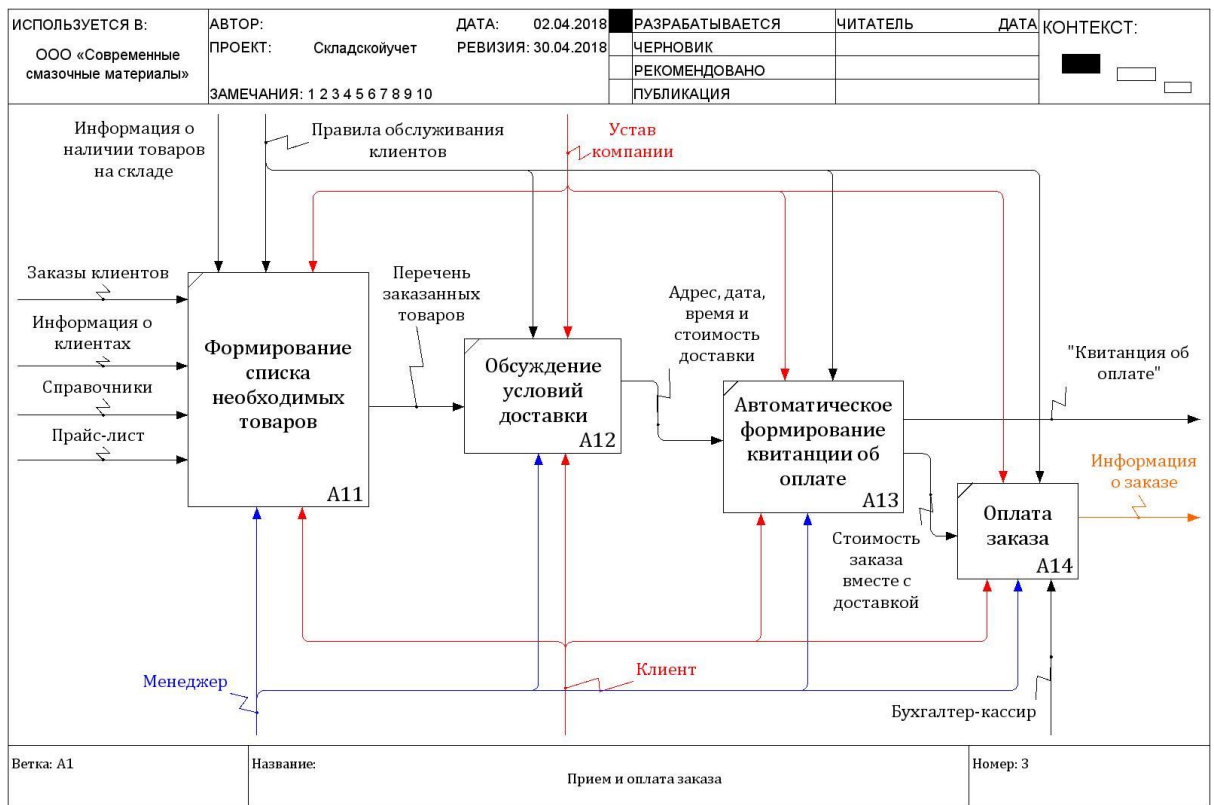 ИСПОЛЬЗУЕТСЯ В:
ООО «Современные
смазочные материалы»
АВТОР:
ДАТА: 02.04.2018
ПРОЕКТ: Складскойучет
РЕВИЗИЯ: 30.04.2018
ЗАМЕЧАНИЯ: 1 2 3 4 5 6 7 8 9 10
РАЗРАБАТЫВАЕТСЯ
ЧЕРНОВИК
РЕКОМЕНДОВАНО
ПУБЛИКАЦИЯ
ЧИТАТЕЛЬ
ДАТА
КОНТЕКСТ:
Информация о
наличии товаров
на складе
Правила обслуживания
клиентов
Устав
компании
Заказы клиентов
Информация о
клиентах
Справочники
Прайс-лист
Формирование
списка
необходимых
товаров
A11
Перечень
заказанных
товаров
Обсуждение
условий
доставки
A12
Адрес, дата,
время и
стоимость
доставки
Автоматическое
формирование
квитанции об
оплате
A13
"Квитанция об
оплате"
Информация
о заказе
Стоимость
заказа
вместе с
доставкой
Оплата
заказа
A14
Менеджер
Клиент
Бухгалтер-кассир
Ветка: A1
Название:
Прием и оплата заказа
Номер: 3